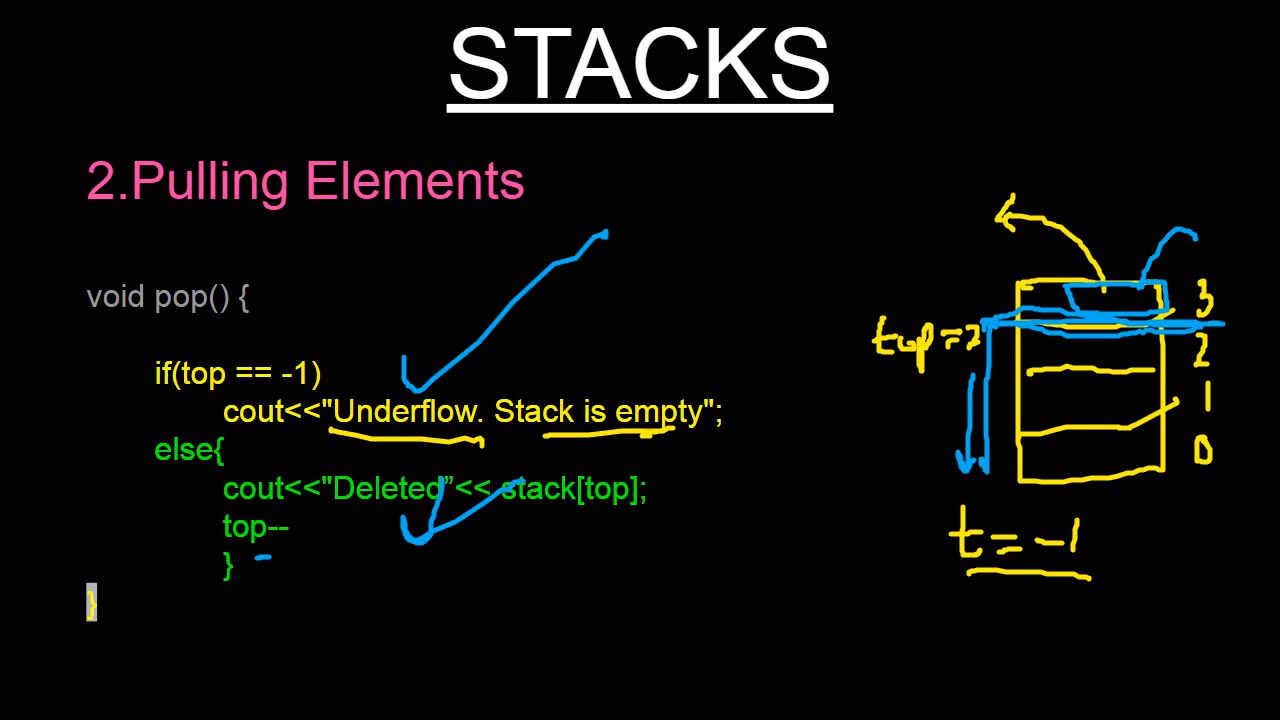 STACKS
2.Pulling Elements
void pop() {
if(top == -1)
cout<<"Underflow. Stack is empty";
else{
cout<<"Deleted”<< stack[top];
top--
}
}
3
top=2
2
1
0
t=-1